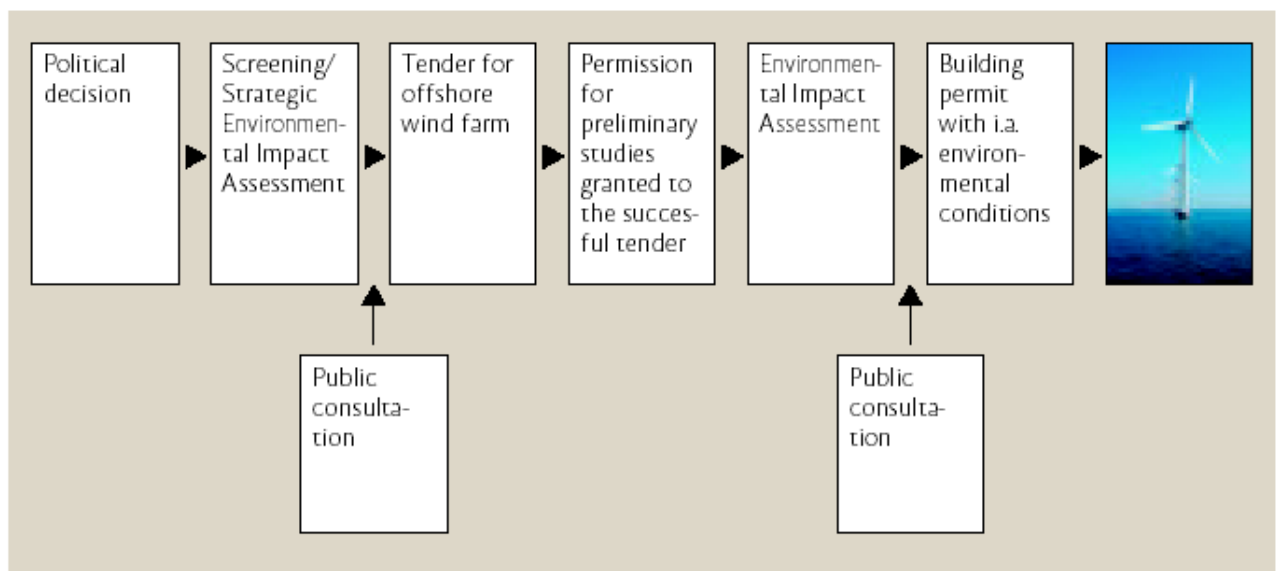 Political
decision
Screening/
Strategic
Environmen-
tal Impact
Assessment
Tender for
offshore
wind farm
Permission
for
preliminary
studies
granted to
the succes-
ful tender
Environmen-
tal Impact
Assessment
Building
permit
with i.a.
environ-
mental
conditions
Public
consulta-
tion
Public
consulta-
tion